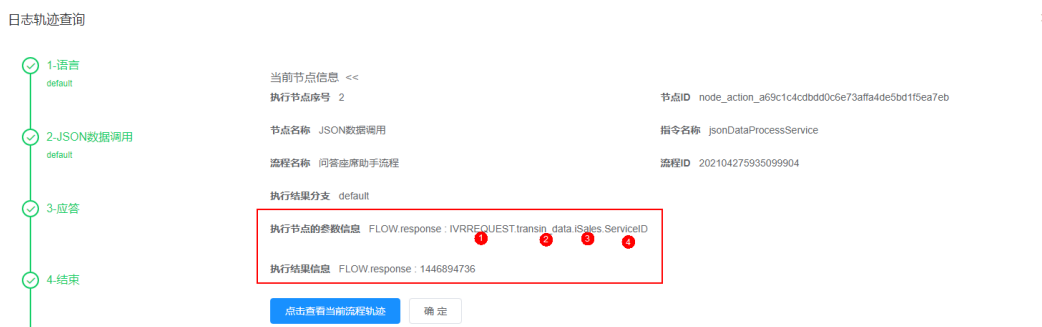 日志轨迹查询
1-语言
default
2-JSON数据调用
default
3-应答
4-结束
当前节点信息 <<
执行节点序号 2
节点ID node_action_a69c1c4cdbdd0c6e73affa4de5bd1f5ea7eb
节点名称 JSON数据调用
指令名称 jsonDataProcessService
流程名称 问答座席助手流程
流程ID 202104275935099904
执行结果分支 default
执行节点的参数信息 FLOW.response : IVRREQUEST.transin_data.iSales.ServiceID
1 2 3 4
执行结果信息 FLOW.response : 1446894736
点击查看当前流程轨迹
确 定